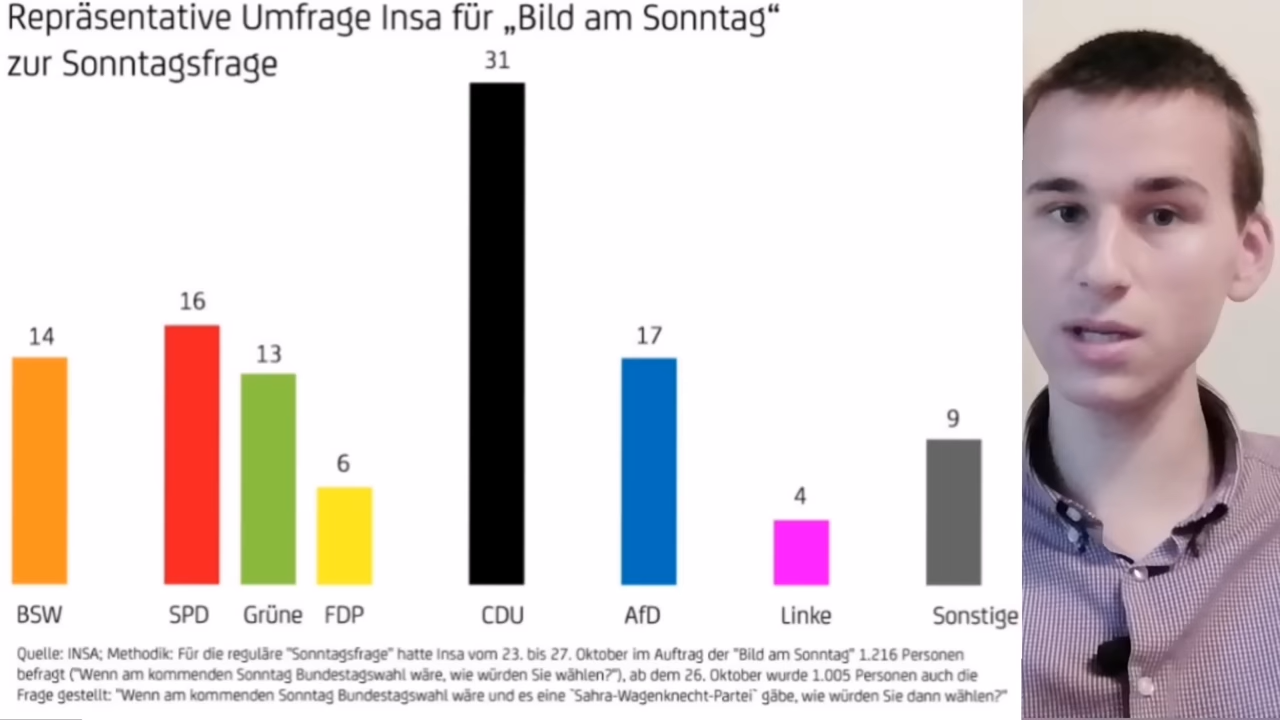 Repräsentative Umfrage Insa für „Bild am Sonntag“
zur Sonntagsfrage
31
16
14
13
17
6
9
4
BSW SPD Grüne FDP CDU AfD Linke Sonstige
Quelle: INSA; Methodik: Für die reguläre "Sonntagsfrage" hatte Insa vom 23. bis 27. Oktober im Auftrag der "Bild am Sonntag" 1.216 Personen
befragt ("Wenn am kommenden Sonntag Bundestagswahl wäre, wie würden Sie wählen?"), ab dem 26. Oktober wurde 1.005 Personen auch die
Frage gestellt: "Wenn am kommenden Sonntag Bundestagswahl wäre und es eine `Sahra-Wagenknecht-Partei` gäbe, wie würden Sie dann wählen?"